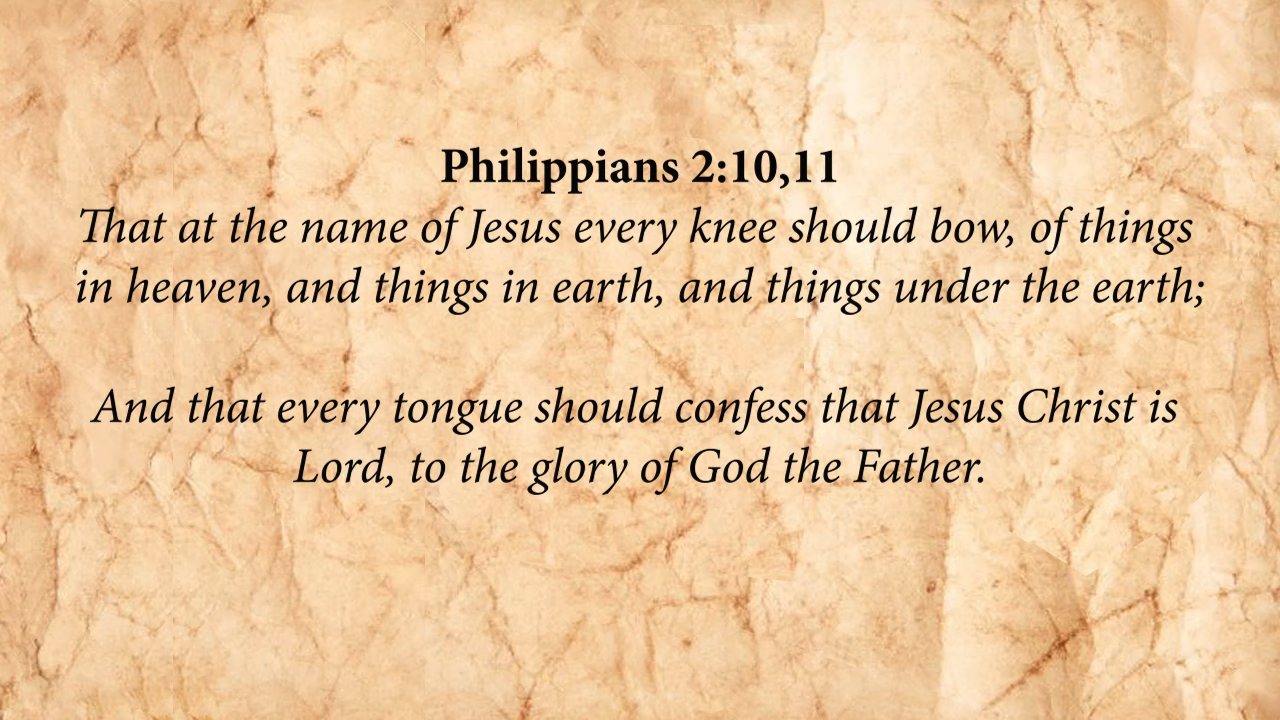 Philippians 2:10,11
That at the name of Jesus every knee should bow, of things
in heaven, and things in earth, and things under the earth;
And that every tongue should confess that Jesus Christ is
Lord, to the glory of God the Father.